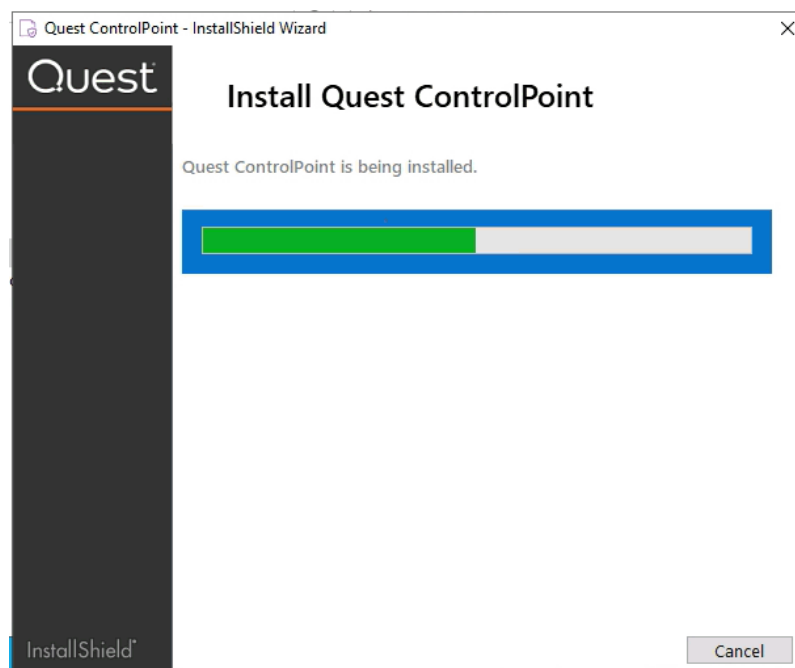 Quest ControlPoint - InstallShield Wizard
Quest
Install Quest ControlPoint
Quest ControlPoint is being installed.
InstallShield
Cancel